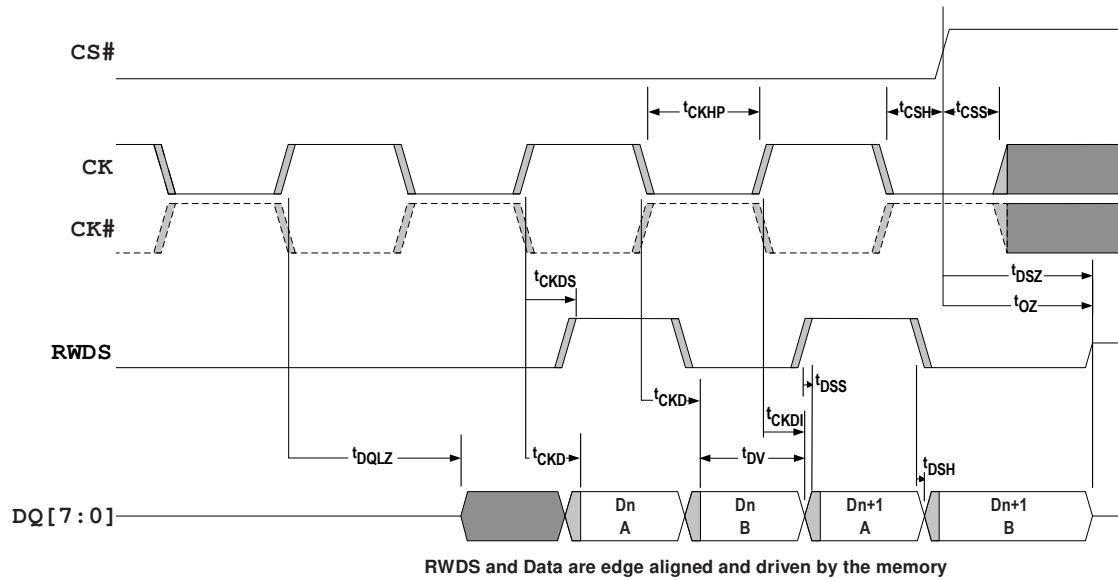 CS#
tCKHP
tCSH
tCSS
CK
CK#
tDSZ
tCKDS
tOZ
RWDS
tDSS
tCKD
tCKDI
tDQLZ
tCKD
tDV
tDSH
DQ[7:0]
Dn
A
Dn
B
Dn+1
A
Dn+1
B
RWDS and Data are edge aligned and driven by the memory